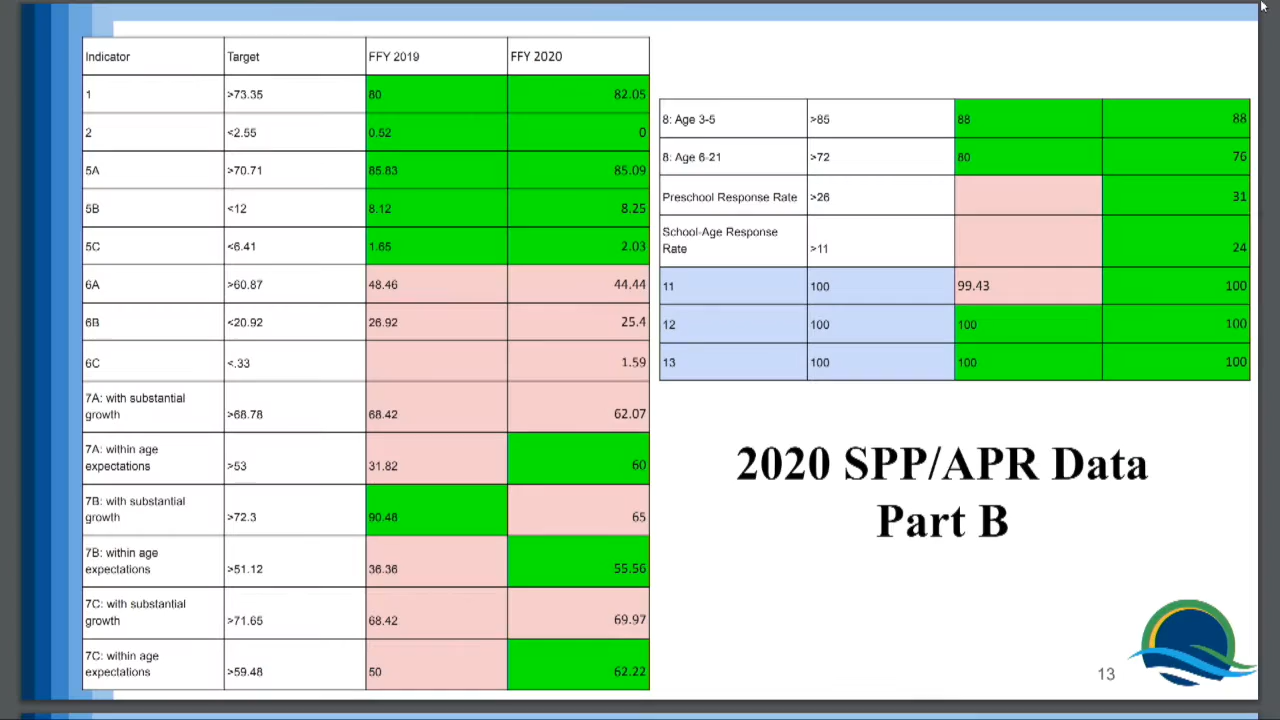 Indicator Target FFY 2019 FFY 2020
1 >73.35 80 82.05
2 <2.55 0.52 0
5A >70.71 85.83 85.09
5B <12 8.12 8.25
5C <6.41 1.65 2.03
6A >60.87 48.46 44.44
6B <20.92 26.92 25.4
6C <.33 1.59
7A: with substantial
growth >68.78 68.42 62.07
7A: within age
expectations >53 31.82 60
7B: with substantial
growth >72.3 90.48 65
7B: within age
expectations >51.12 36.36 55.56
7C: with substantial
growth >71.65 68.42 69.97
7C: within age
expectations >59.48 50 62.22
8: Age 3-5 >85 88 88
8: Age 6-21 >72 80 76
Preschool Response Rate >26 31
School-Age Response
Rate >11 24
11 100 99.43 100
12 100 100 100
13 100 100 100
2020 SPP/APR Data
Part B
13